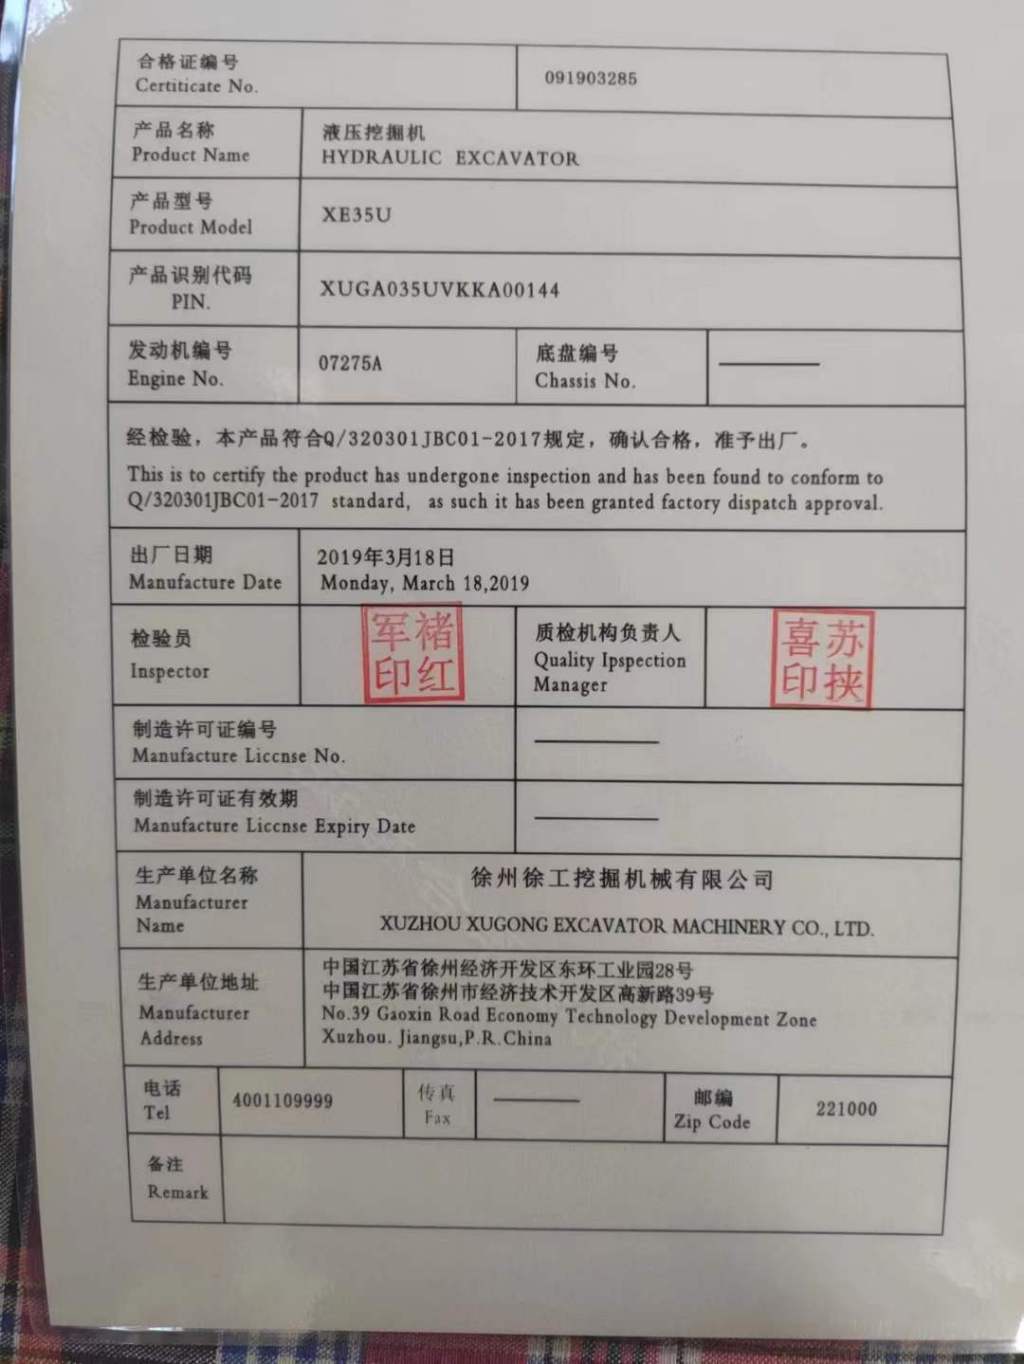 合格证编号
Certiticate No.
091903285
产品名称
Product Name
液压挖掘机
HYDRAULIC EXCAVATOR
产品型号
Product Model
XE35U
产品识别代码
PIN.
XUGA035UVKKA00144
发动机编号
Engine No.
07275A
底盘编号
Chassis No.
经检验，本产品符合Q/320301JBC01-2017规定，确认合格，准予出厂。
This is to certify the product has undergone inspection and has been found to conform to
Q/320301JBC01-2017 standard, as such it has been granted factory dispatch approval.
出厂日期
Manufacture Date
2019年3月18日
Monday, March 18,2019
检验员
Inspector
军褚
印红
质检机构负责人
Quality Ipspection
Manager
喜苏
印挟
制造许可证编号
Manufacture Liccnse No.
制造许可证有效期
Manufacture Liccnse Expiry Date
生产单位名称
Manufacturer
Name
徐州徐工挖掘机械有限公司
XUZHOU XUGONG EXCAVATOR MACHINERY CO., LTD.
生产单位地址
Manufacturer
Address
中国江苏省徐州经济开发区东环工业园28号
中国江苏省徐州市经济技术开发区高新路39号
No.39 Gaoxin Road Economy Technology Development Zone
Xuzhou. Jiangsu,P.R.China
电话
Tel
4001109999
传真
Fax
邮编
Zip Code
221000
备注
Remark